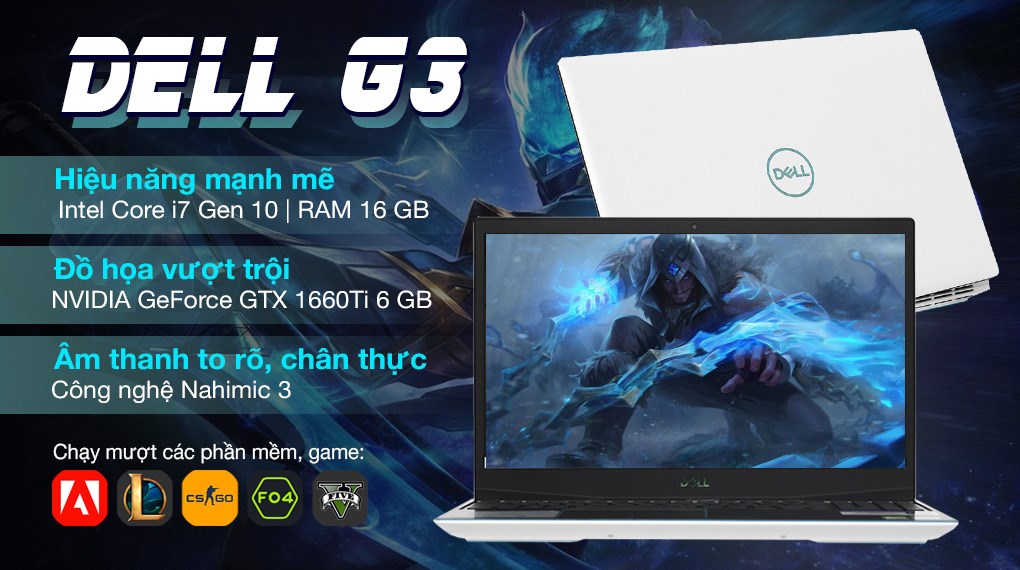 DELL G3
Hiệu năng mạnh mẽ
Intel Core i7 Gen 10 | RAM 16 GB
Đồ họa vượt trội
NVIDIA GeForce GTX 1660Ti 6 GB
Âm thanh to rõ, chân thực
Công nghệ Nahimic 3
Chạy mượt các phần mềm, game:
L
CS GO
FO4
V
FIVE
DELL
DELL